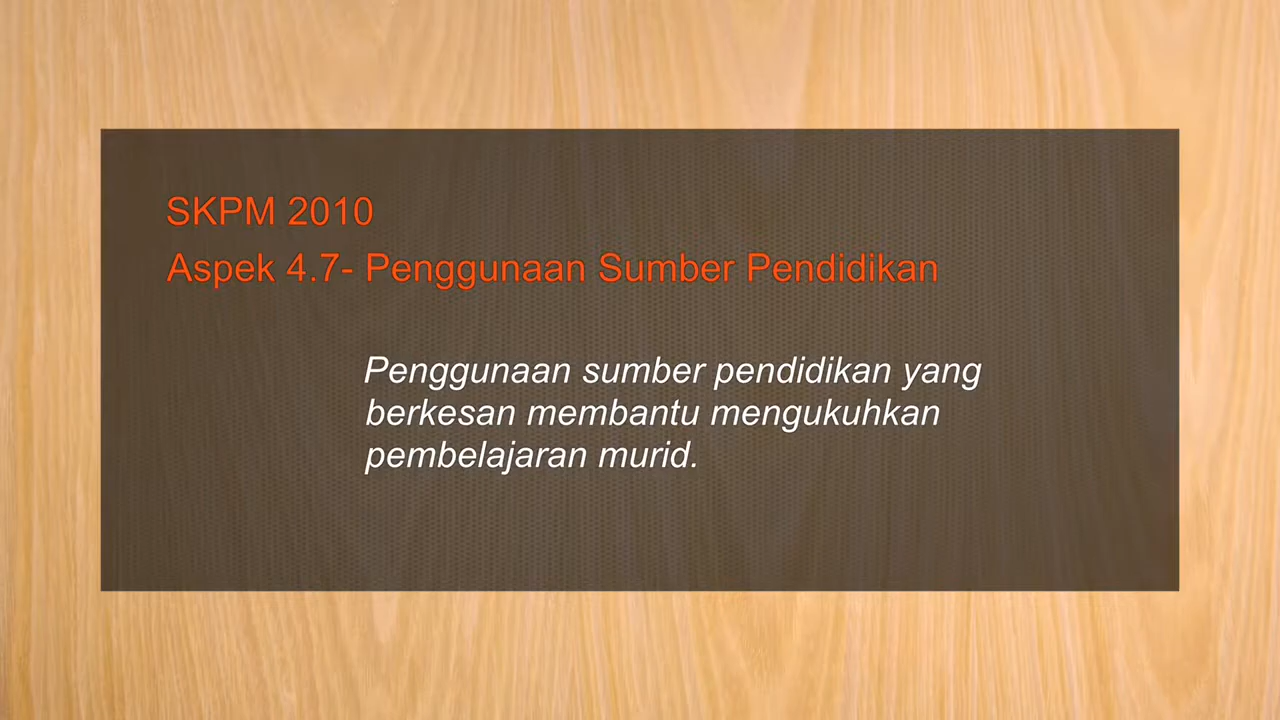 SKPM 2010
Aspek 4.7- Penggunaan Sumber Pendidikan
Penggunaan sumber pendidikan yang
berkesan membantu mengukuhkan
pembelajaran murid.